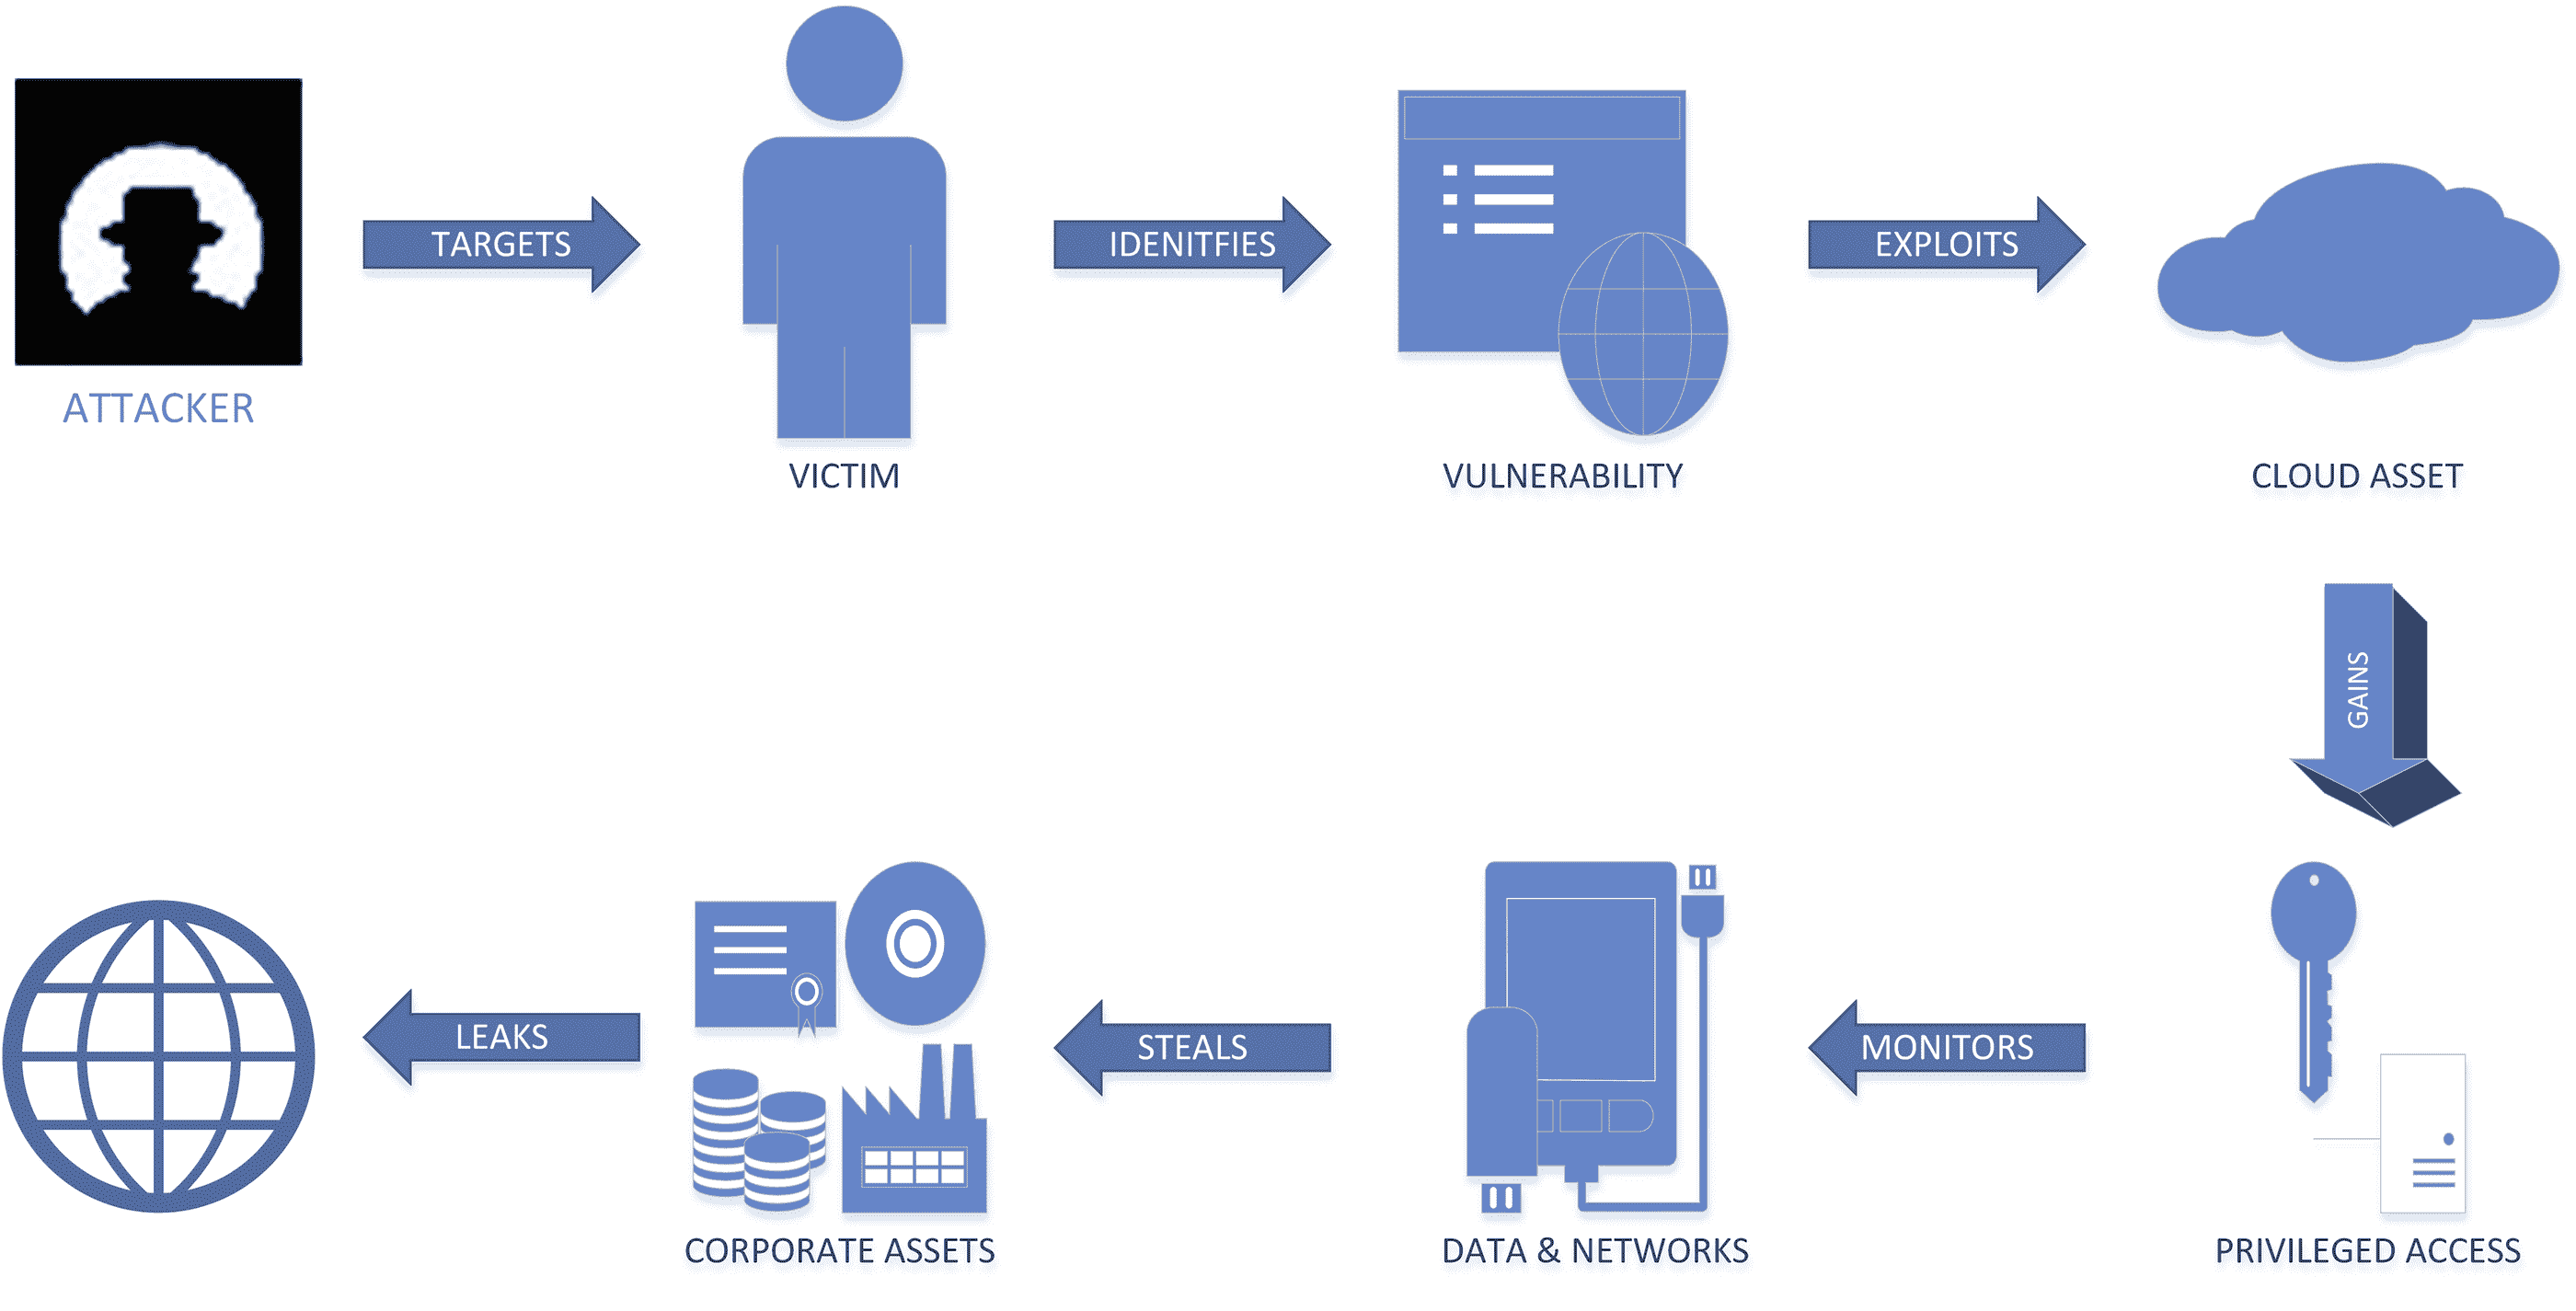 TARGETS
IDENITFIES
EXPLOITS
ATTACKER
VICTIM
VULNERABILITY
CLOUD ASSET
GAINS
LEAKS
STEALS
MONITORS
CORPORATE ASSETS
DATA & NETWORKS
PRIVILEGED ACCESS